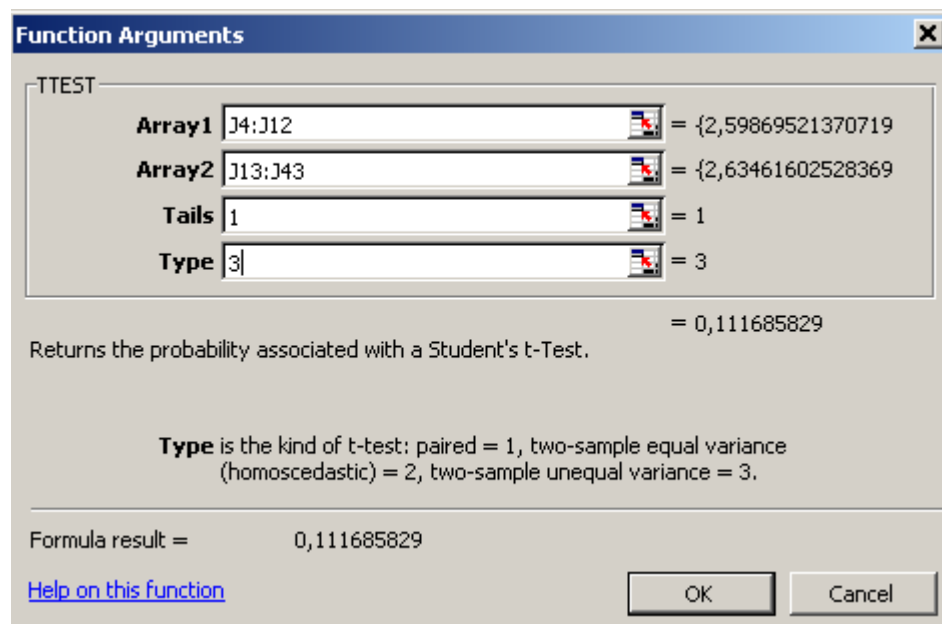 Function Arguments
TTEST
Array1 J4:J12 = {2,59869521370719
Array2 J13:J43 = {2,63461602528369
Tails 1 = 1
Type 3 = 3
= 0,111685829
Returns the probability associated with a Student's t-Test.
Type is the kind of t-test: paired = 1, two-sample equal variance
(homoscedastic) = 2, two-sample unequal variance = 3.
Formula result = 0,111685829
Help on this function OK Cancel